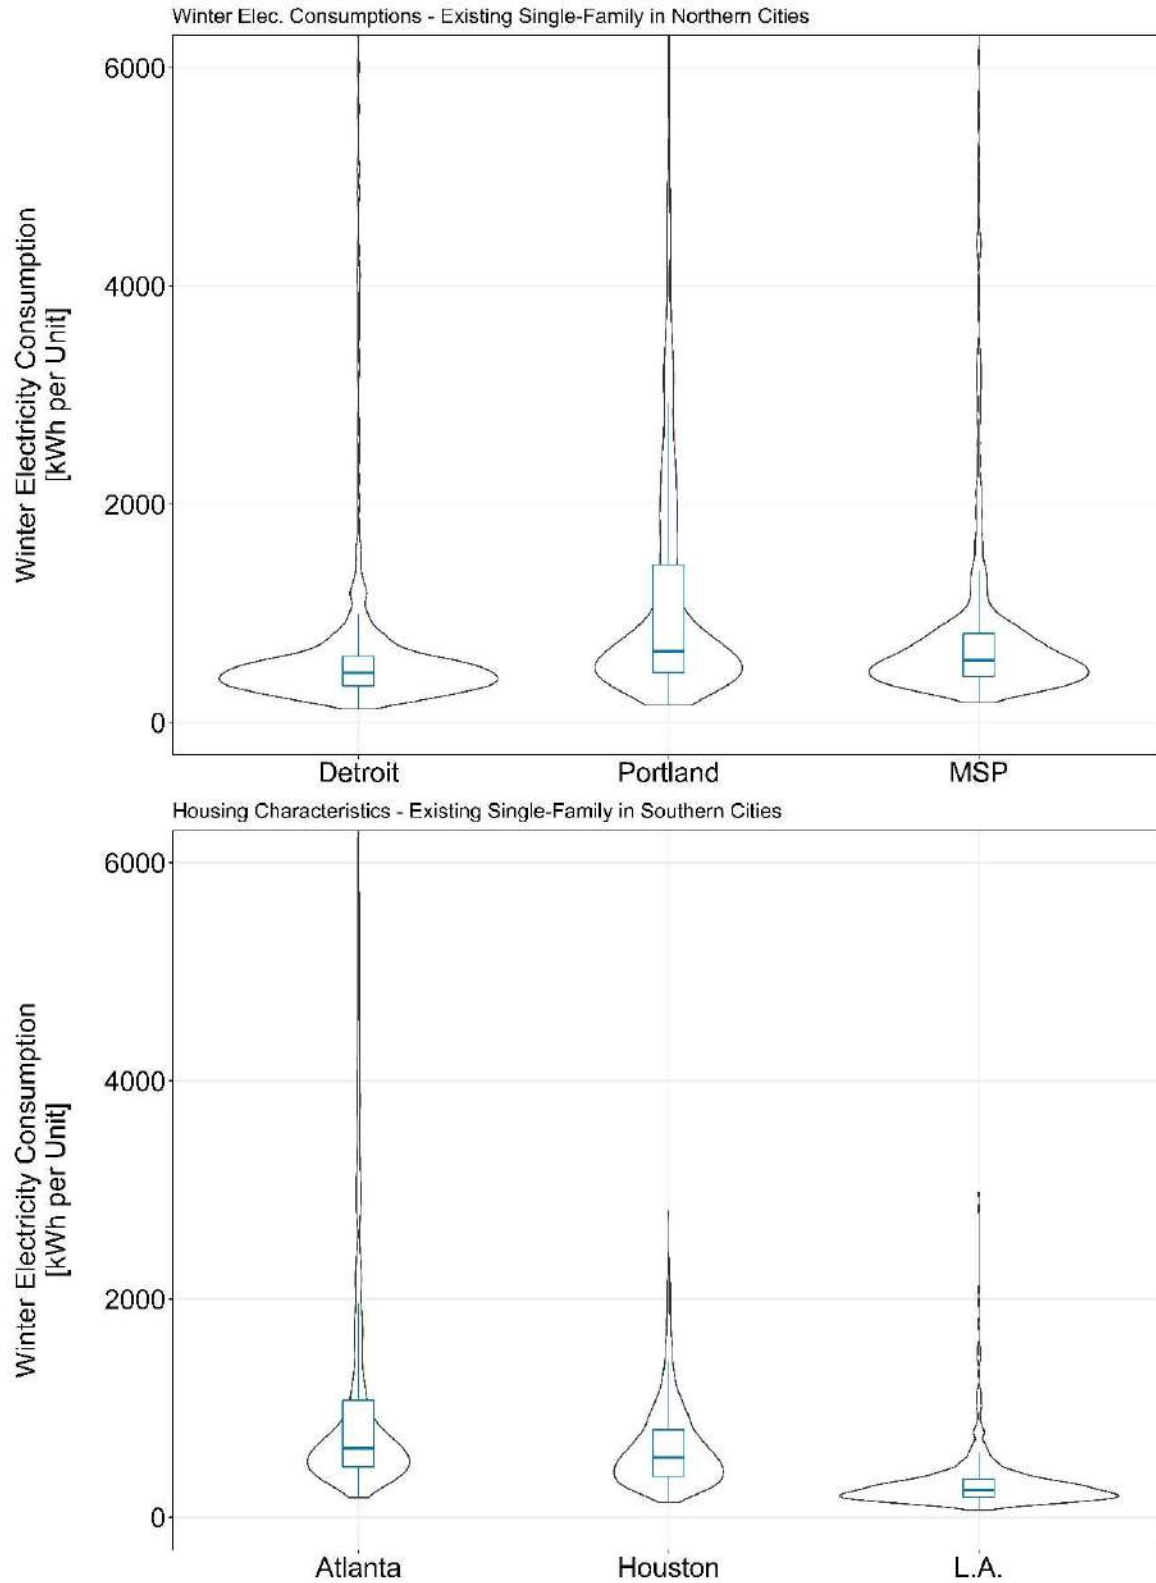 Winter Elec. Consumptions - Existing Single-Family in Northern Cities
Winter Electricity Consumption
[kWh per Unit]
6000
4000
2000
0
Detroit Portland MSP
Housing Characteristics - Existing Single-Family in Southern Cities
Winter Electricity Consumption
[kWh per Unit]
6000
4000
2000
0
Atlanta Houston L.A.